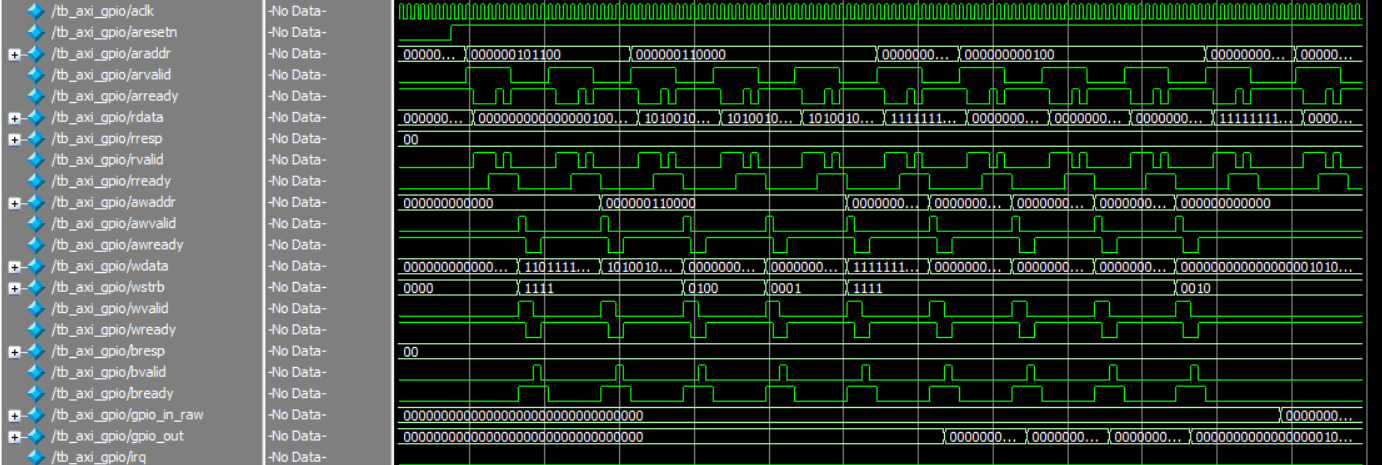 /tb_axi_gpio/aclk -No Data-
/tb_axi_gpio/aresetn -No Data-
/tb_axi_gpio/araddr -No Data- 00000... 000000101100 000000110000 0000000... 000000000100 00000000... 00000...
/tb_axi_gpio/arvalid -No Data-
/tb_axi_gpio/arready -No Data-
/tb_axi_gpio/rdata -No Data- 000000... 0000000000000000100... 1010010... 1010010... 1010010... 1111111... 0000000... 0000000... 0000000... 11111111... 0000...
/tb_axi_gpio/rresp -No Data- 00
/tb_axi_gpio/rvalid -No Data-
/tb_axi_gpio/rready -No Data-
/tb_axi_gpio/awaddr -No Data- 000000000000 000000110000 0000000... 0000000... 0000000... 0000000... 000000000000
/tb_axi_gpio/awvalid -No Data-
/tb_axi_gpio/awready -No Data-
/tb_axi_gpio/wdata -No Data- 000000000000... 1101111... 1010010... 0000000... 0000000... 1111111... 0000000... 0000000... 0000000... 00000000000000000001010...
/tb_axi_gpio/wstrb -No Data- 0000 1111 0100 0001 1111 0010
/tb_axi_gpio/wvalid -No Data-
/tb_axi_gpio/wready -No Data-
/tb_axi_gpio/bresp -No Data- 00
/tb_axi_gpio/bvalid -No Data-
/tb_axi_gpio/bready -No Data-
/tb_axi_gpio/gpio_in_raw -No Data- 00000000000000000000000000000000 0000000...
/tb_axi_gpio/gpio_out -No Data- 00000000000000000000000000000000 0000000... 0000000... 0000000... 000000000000000010...
/tb_axi_gpio/irq -No Data-